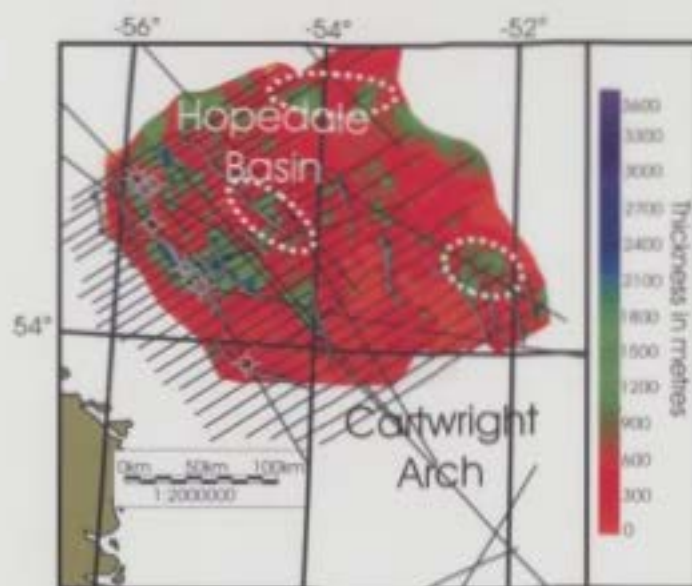 -56° -54° -52°
Hopedale
Basin
54°
Cartwright
Arch
0km 50km 100km
1:2000000
3600
3300
3000
2700
2400
2100
1800
1500
1200
900
600
300
0
Thickness in metres